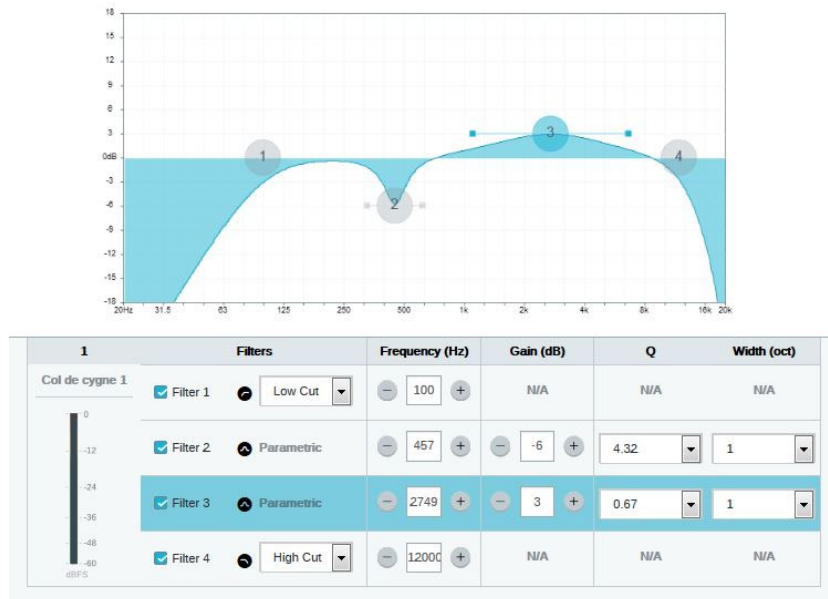 18
15
12
9
6
3
0dB
-3
-6
-9
-12
-15
-18
1
2
3
4
20Hz 31.5 63 125 250 500 1k 2k 4k 8k 16k 20k
1 Filters Frequency (Hz) Gain (dB) Q Width (oct)
Col de cygne 1
0
-12
-24
-36
-48
-60
dBFS
Filter 1 Low Cut − 100 + N/A N/A N/A
Filter 2 Parametric − 457 + − -6 + 4.32 1
Filter 3 Parametric − 2749 + − 3 + 0.67 1
Filter 4 High Cut − 12000 + N/A N/A N/A